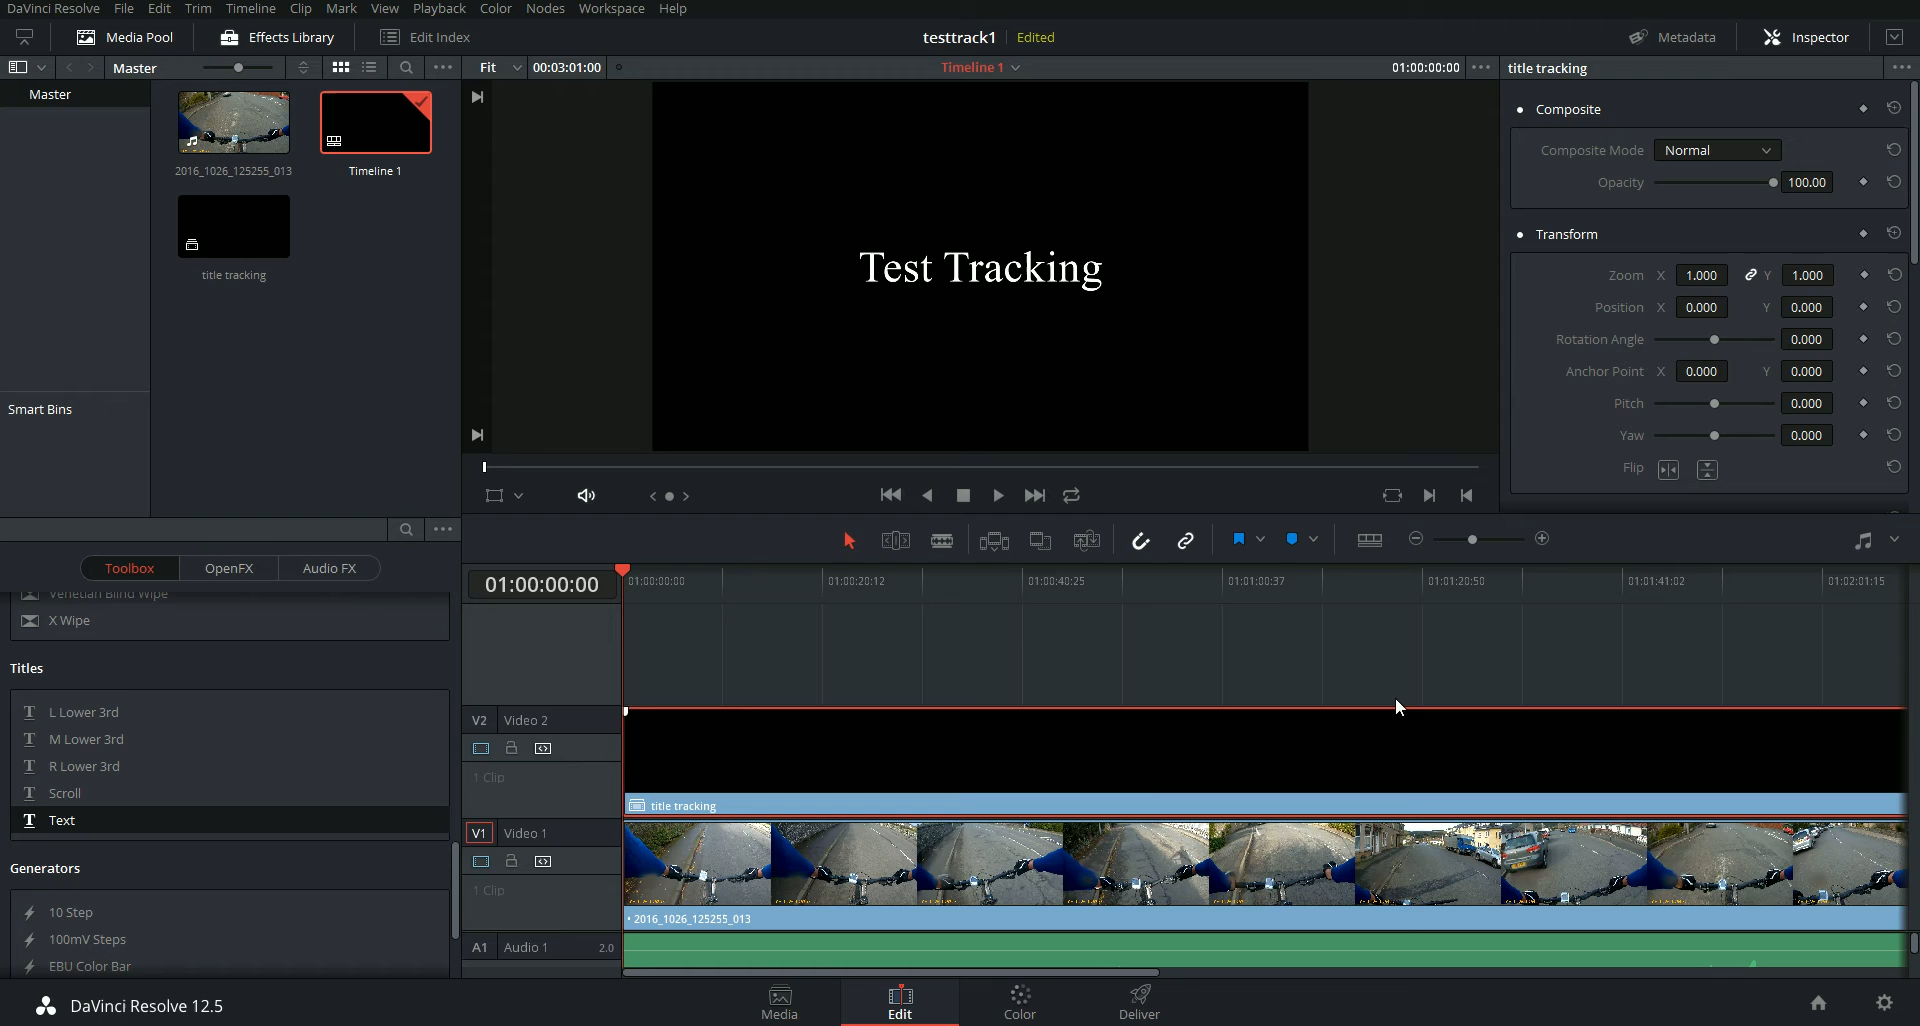 DaVinci Resolve File Edit Trim Timeline Clip Mark View Playback Color Nodes Workspace Help
Media Pool Effects Library Edit Index testtrack1 Edited Metadata Inspector
Master Fit 00:03:01:00 Timeline 1 01:00:00:00 title tracking
Master
2016_1026_125255_013 Timeline 1
title tracking
Smart Bins
Test Tracking
Composite
Composite Mode Normal
Opacity 100.00
Transform
Zoom X 1.000 Y 1.000
Position X 0.000 Y 0.000
Rotation Angle 0.000
Anchor Point X 0.000 Y 0.000
Pitch 0.000
Yaw 0.000
Flip
Toolbox OpenFX Audio FX
Venetian Blind Wipe
X Wipe
Titles
L Lower 3rd
M Lower 3rd
R Lower 3rd
Scroll
Text
Generators
10 Step
100mV Steps
EBU Color Bar
01:00:00:00 01:00:00:00 01:00:20:12 01:00:40:25 01:01:00:37 01:01:20:50 01:01:41:02 01:02:01:15
V2 Video 2
1 Clip
title tracking
V1 Video 1
1 Clip
2016_1026_125255_013
A1 Audio 1 2.0
DaVinci Resolve 12.5
Media Edit Color Deliver